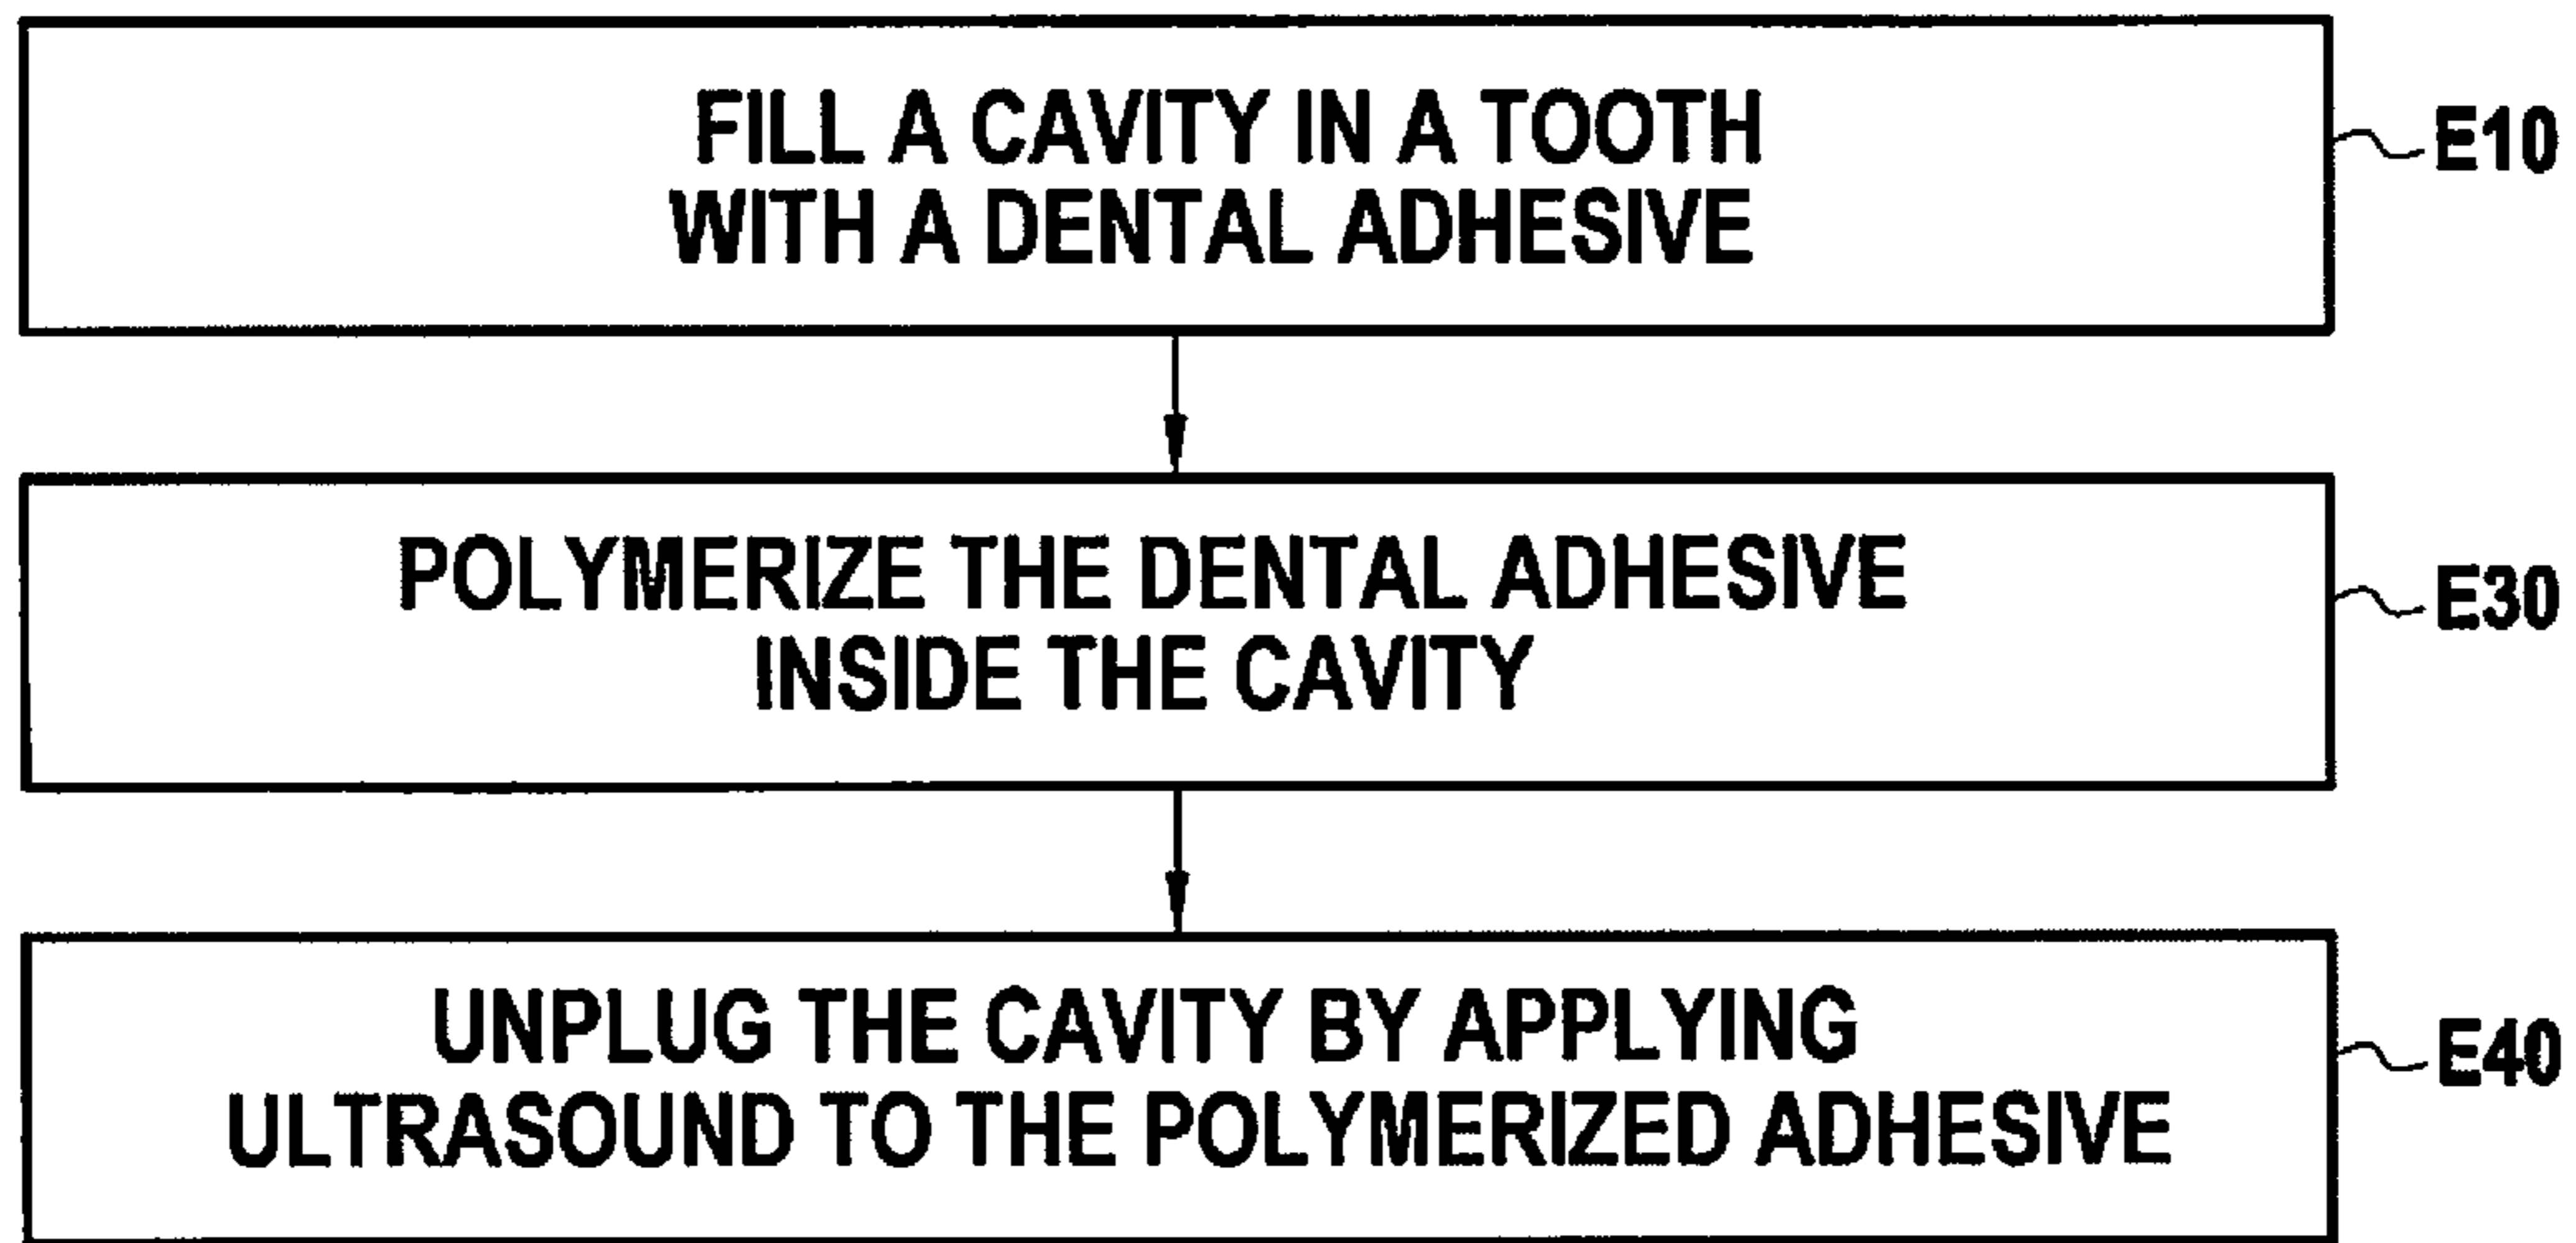 FILL A CAVITY IN A TOOTH
WITH A DENTAL ADHESIVE
E10
POLYMERIZE THE DENTAL ADHESIVE
INSIDE THE CAVITY
E30
UNPLUG THE CAVITY BY APPLYING
ULTRASOUND TO THE POLYMERIZED ADHESIVE
E40